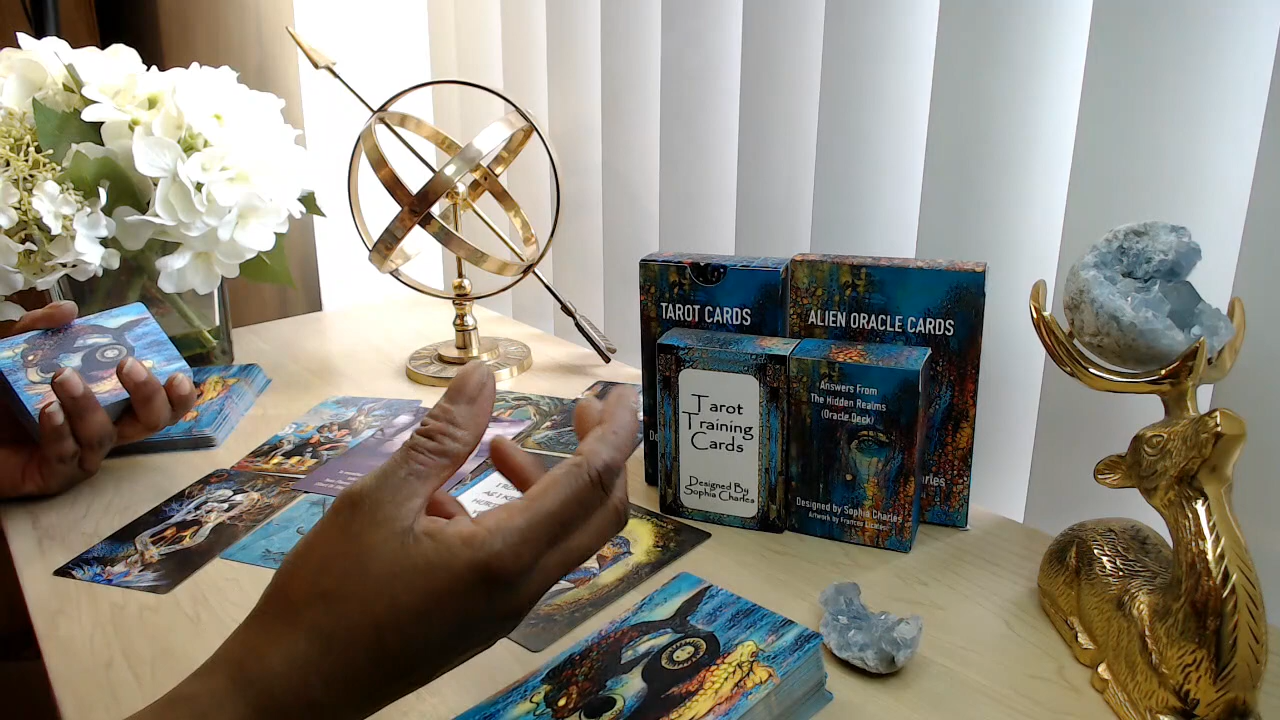 TAROT CARDS
ALIEN ORACLE CARDS
Tarot
Training
Cards
Designed By
Sophia Charles
Answers From
The Hidden Realms
(Oracle Deck)
Designed by Sophia Charles
Artwork by Frances